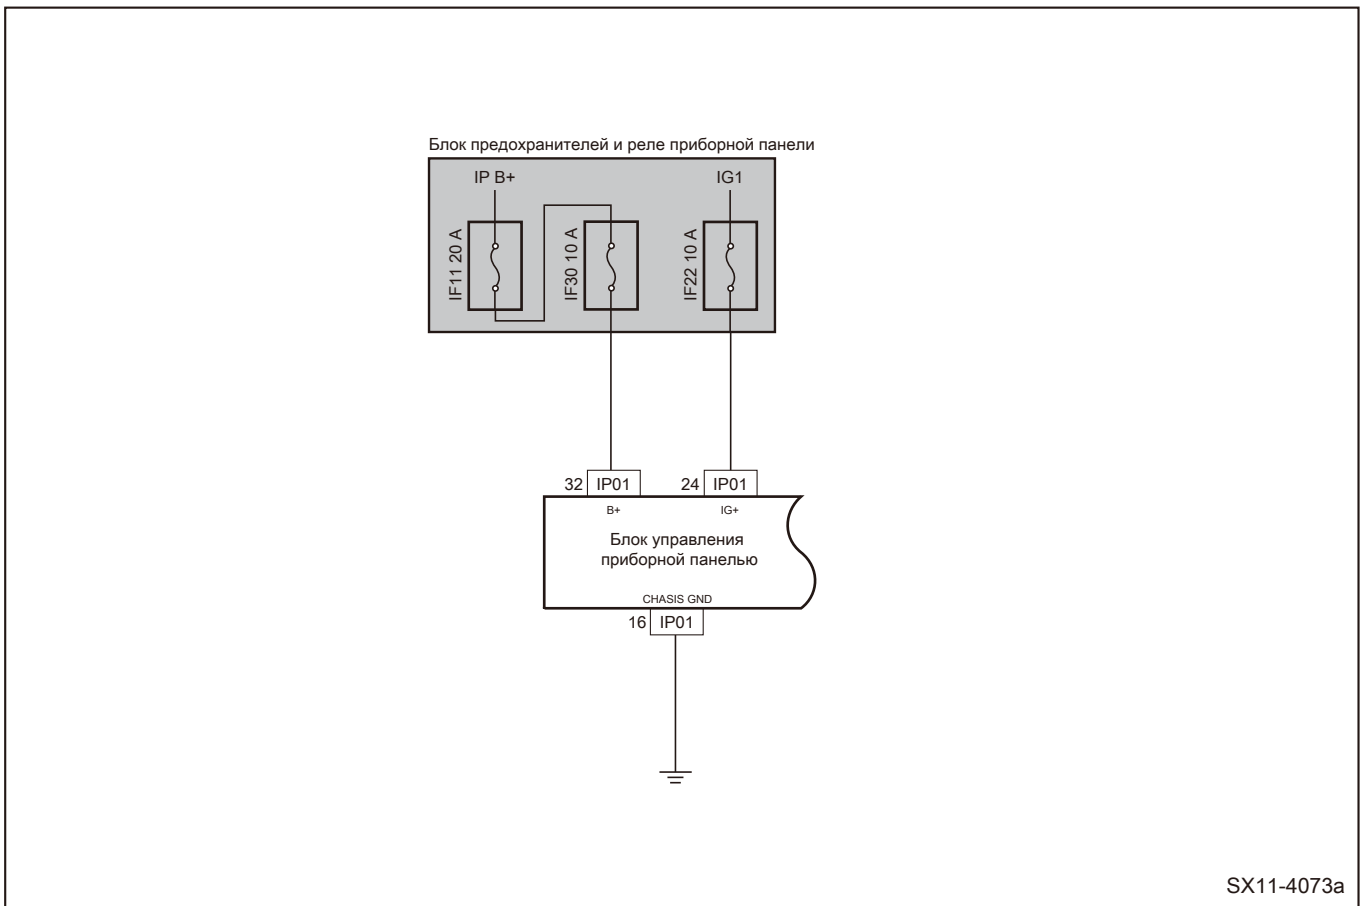 Блок предохранителей и реле приборной панели
IP B+
IG1
IF11 20 A
IF30 10 A
IF22 10 A
32 IP01
24 IP01
B+
IG+
Блок управления
приборной панелью
CHASIS GND
16 IP01
SX11-4073a